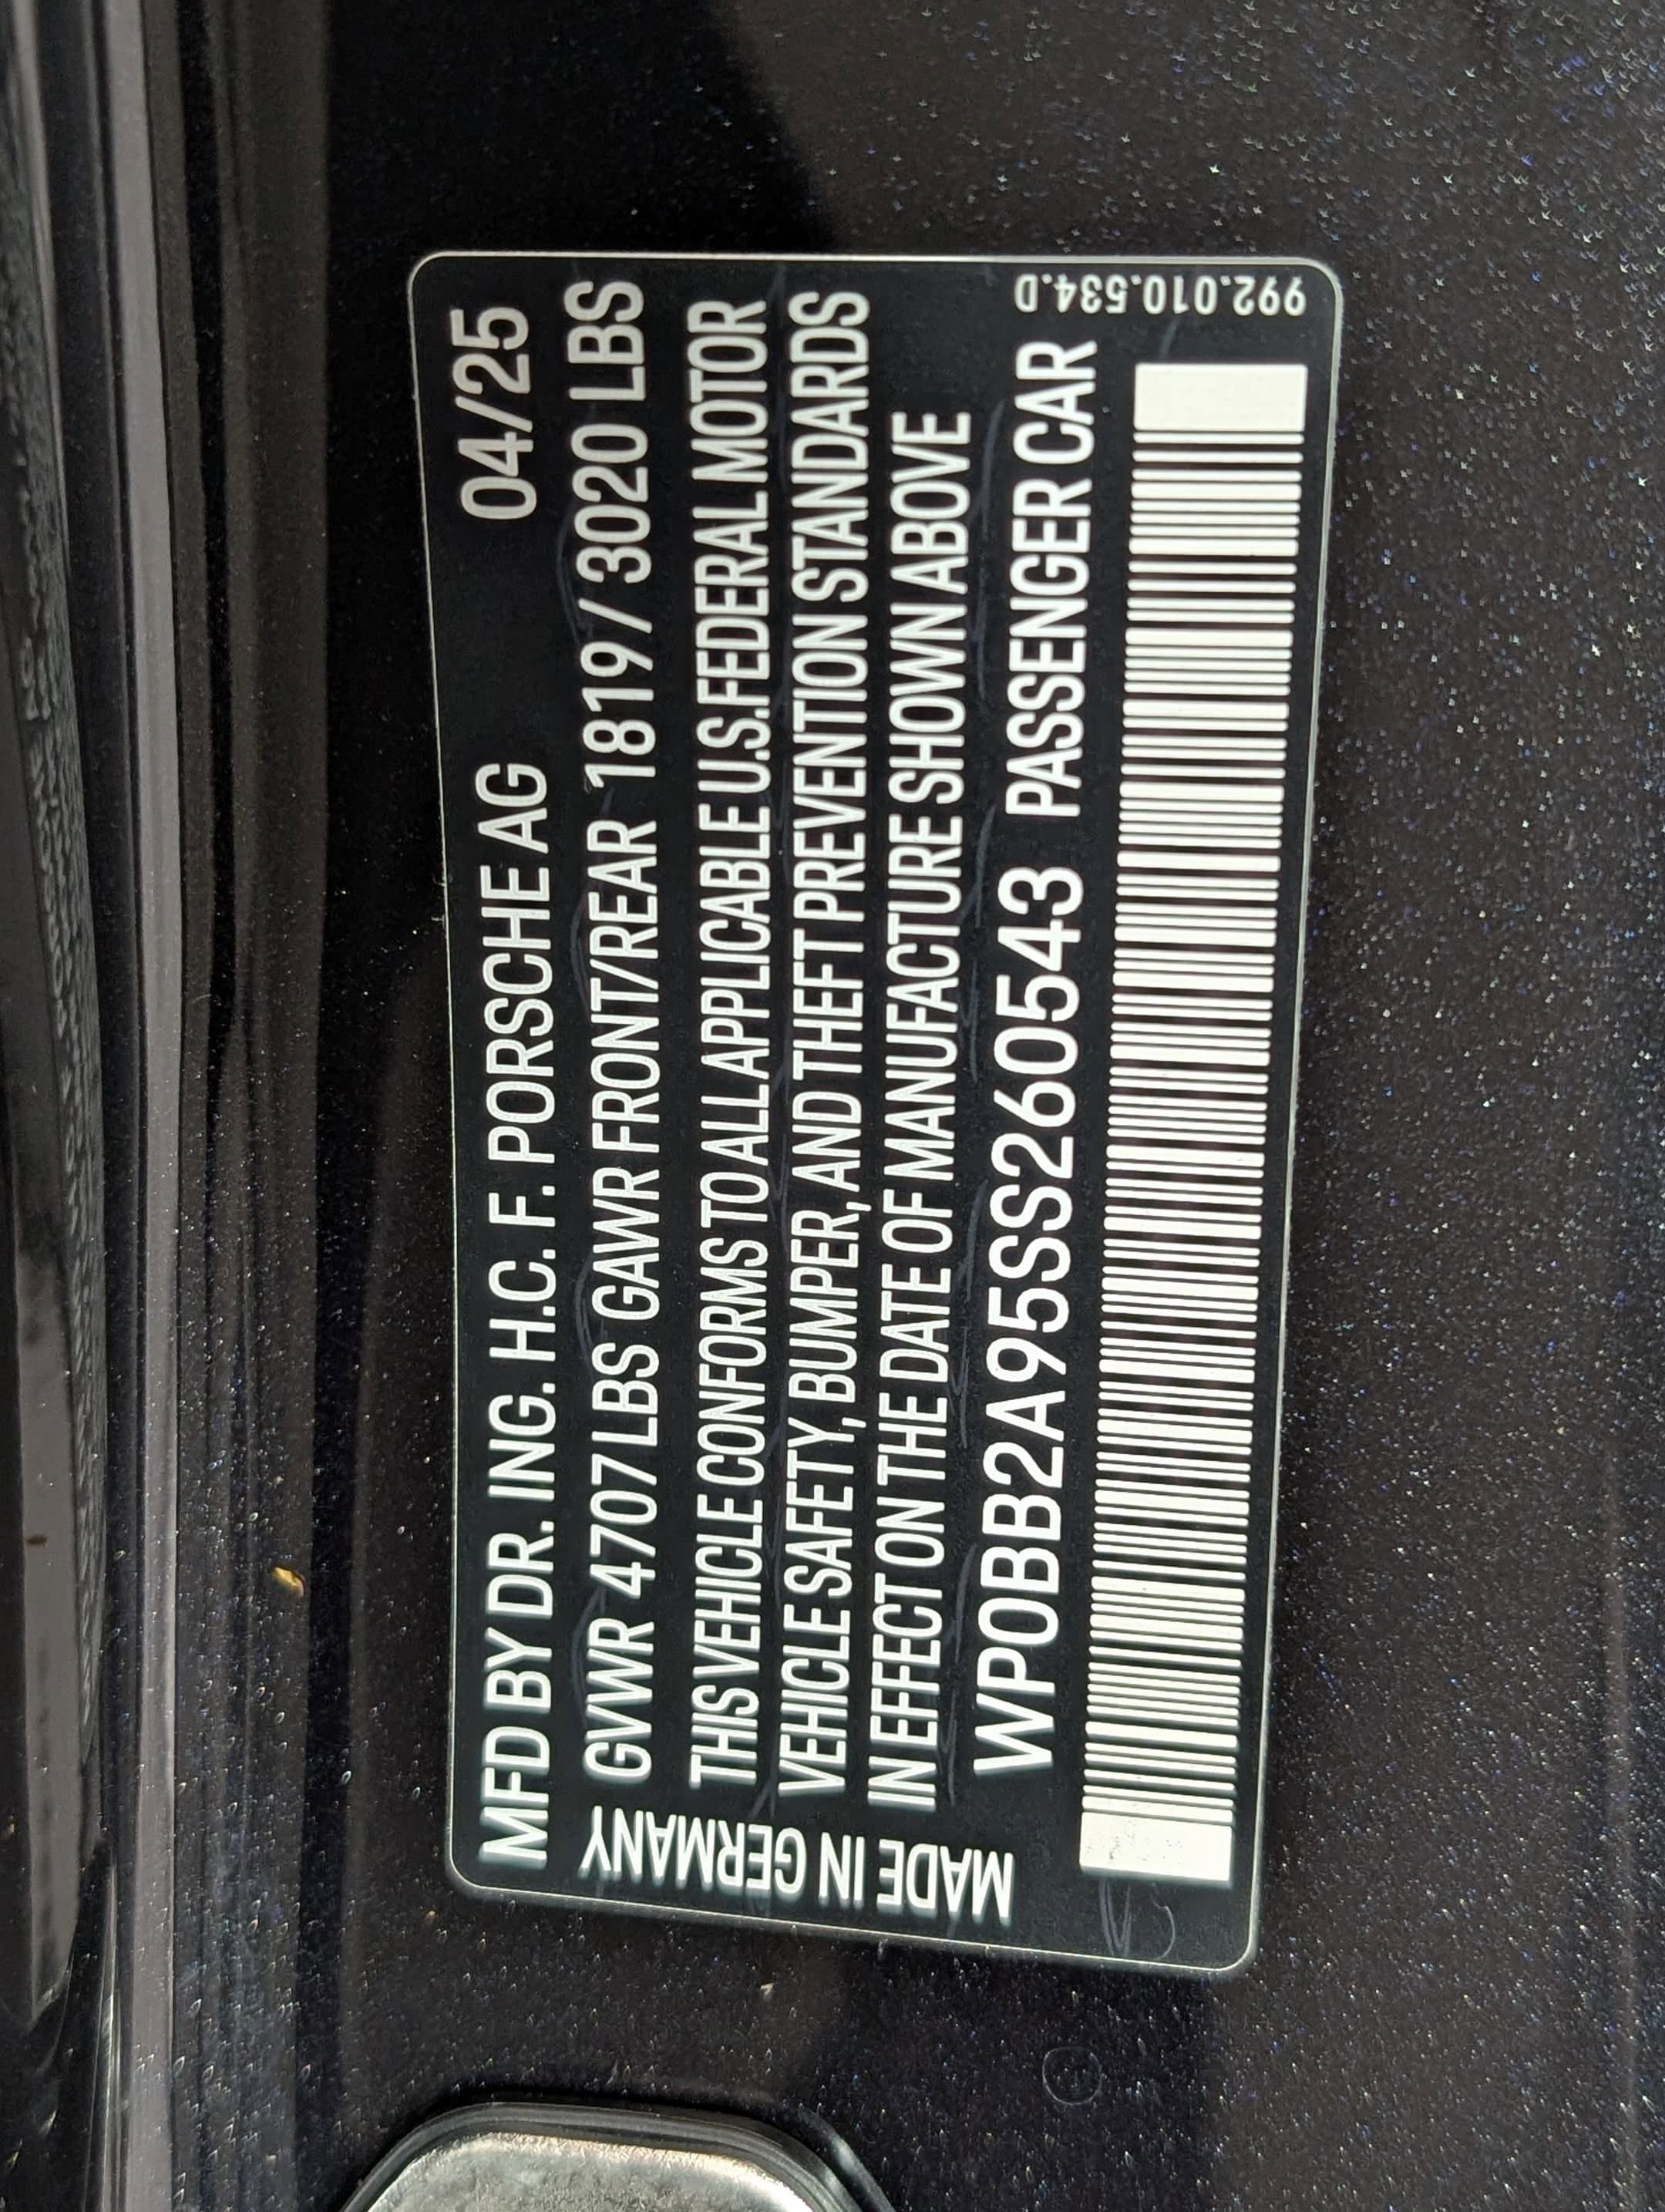 MFD BY DR. ING. H.C. F. PORSCHE AG 04/25
GVWR 4707 LBS GAWR FRONT/REAR 1819 / 3020 LBS
THIS VEHICLE CONFORMS TO ALL APPLICABLE U.S. FEDERAL MOTOR
VEHICLE SAFETY, BUMPER, AND THEFT PREVENTION STANDARDS
IN EFFECT ON THE DATE OF MANUFACTURE SHOWN ABOVE
WP0BB2A95SS260543 PASSENGER CAR
MADE IN GERMANY
992.010.534.D